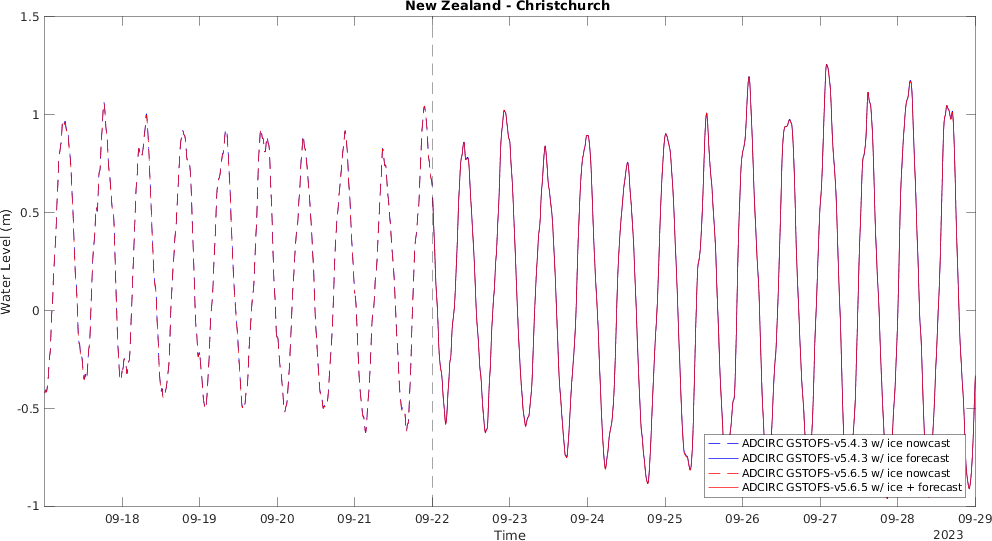 New Zealand - Christchurch
Water Level (m)
1.5
1
0.5
0
-0.5
-1
ADCIRC GSTOFS-v5.4.3 w/ ice nowcast
ADCIRC GSTOFS-v5.4.3 w/ ice forecast
ADCIRC GSTOFS-v5.6.5 w/ ice nowcast
ADCIRC GSTOFS-v5.6.5 w/ ice + forecast
09-18 09-19 09-20 09-21 09-22 09-23 09-24 09-25 09-26 09-27 09-28 09-29
Time
2023